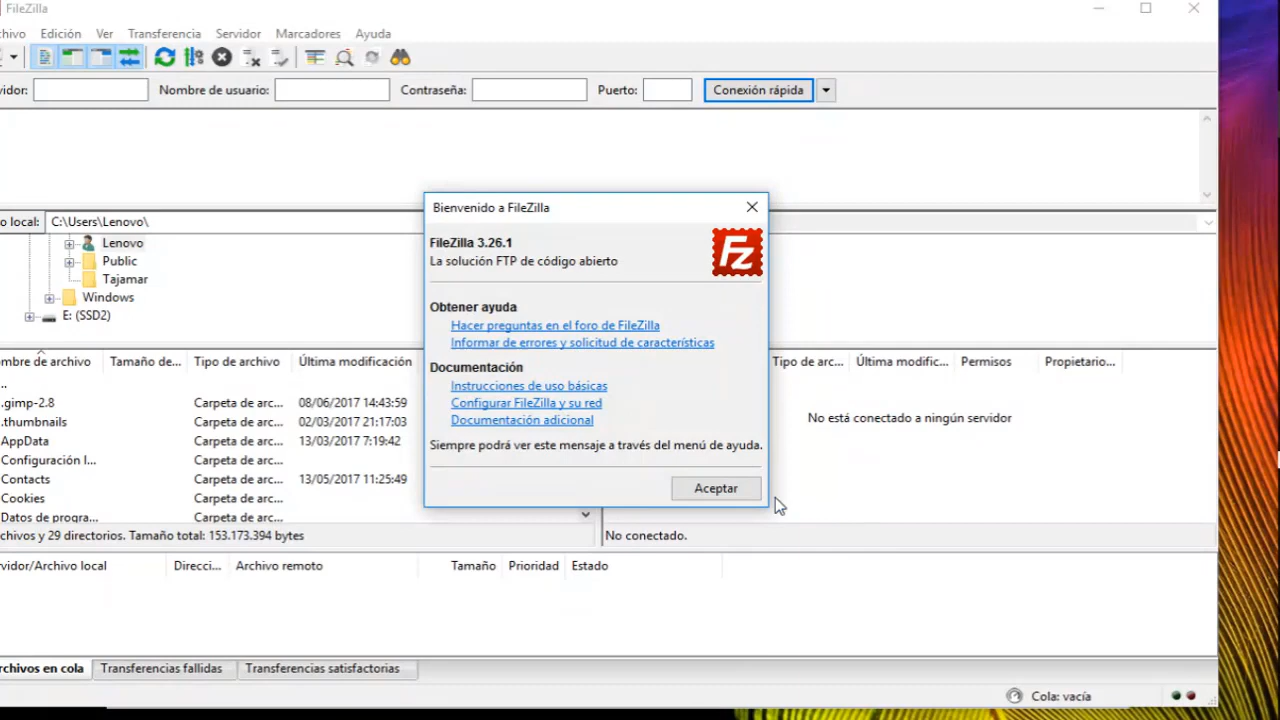 FileZilla
chivo Edición Ver Transferencia Servidor Marcadores Ayuda
vidor: Nombre de usuario: Contraseña: Puerto: Conexión rápida
o local: C:\Users\Lenovo\
Lenovo
Public
Tajamar
Windows
E: (SSD2)
Bienvenido a FileZilla
FileZilla 3.26.1
La solución FTP de código abierto
Fz
Obtener ayuda
Hacer preguntas en el foro de FileZilla
Informar de errores y solicitud de características
Documentación
Instrucciones de uso básicas
Configurar FileZilla y su red
Documentación adicional
Siempre podrá ver este mensaje a través del menú de ayuda.
Aceptar
ombre de archivo Tamaño de... Tipo de archivo Última modificación
..
.gimp-2.8 Carpeta de arc... 08/06/2017 14:43:59
.thumbnails Carpeta de arc... 02/03/2017 21:17:03
AppData Carpeta de arc... 13/03/2017 7:19:42
Configuración l... Carpeta de arc...
Contacts Carpeta de arc... 13/05/2017 11:25:49
Cookies Carpeta de arc...
Datos de progra... Carpeta de arc...
chivos y 29 directorios. Tamaño total: 153.173.394 bytes
Tipo de arc... Última modific... Permisos Propietario...
No está conectado a ningún servidor
No conectado.
vidor/Archivo local Direcci... Archivo remoto Tamaño Prioridad Estado
rchivos en cola Transferencias fallidas Transferencias satisfactorias
Cola: vacía